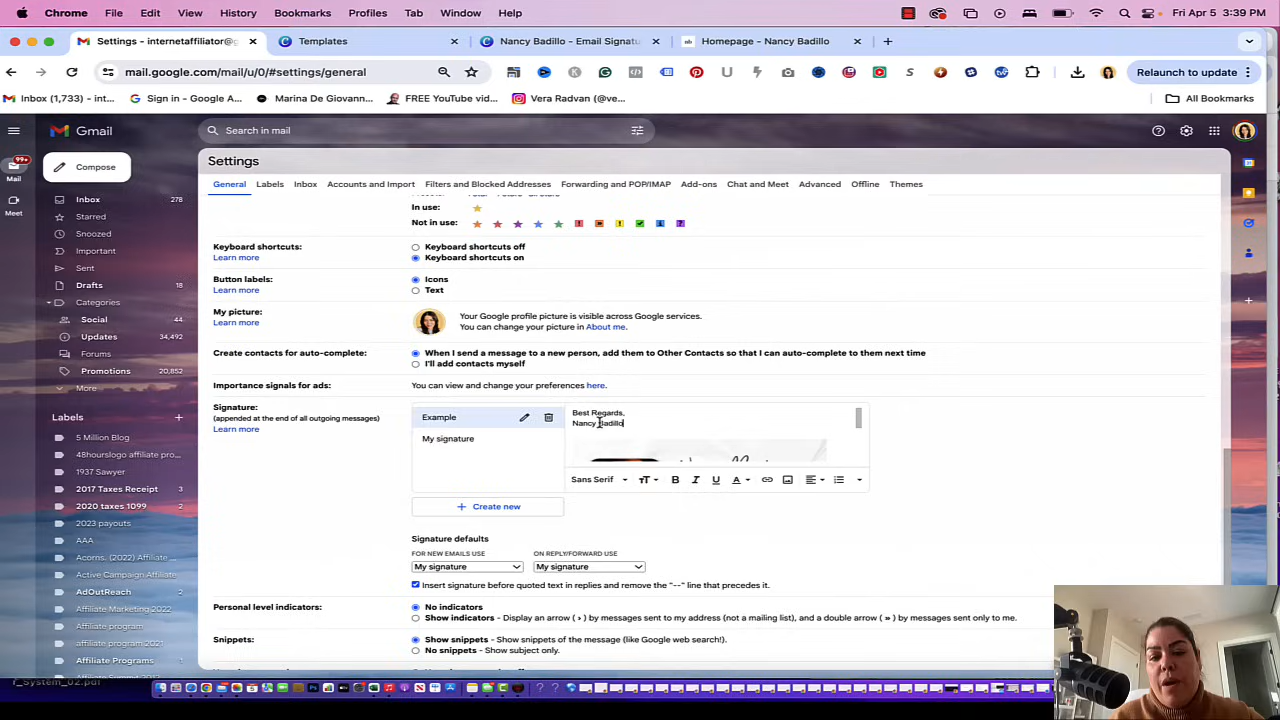 Chrome File Edit View History Bookmarks Profiles Tab Window Help
Fri Apr 5 3:39 PM
Settings - internetaffiliator@g
Templates
Nancy Badillo – Email Signatu
Homepage - Nancy Badillo
mail.google.com/mail/u/0/#settings/general
Relaunch to update
Inbox (1,733) – int...
Sign in - Google A...
Marina De Giovann...
FREE YouTube vid...
Vera Radvan (@ve...
All Bookmarks
Gmail
Search in mail
99+
Mail
Meet
Compose
Inbox 278
Starred
Snoozed
Important
Sent
Drafts 18
Categories
Social 44
Updates 34,492
Forums
Promotions 20,852
More
Labels
5 Million Blog
48hourslogo affiliate pro...
1937 Sawyer
2017 Taxes Receipt 3
2020 taxes 1099 2
2023 payouts
AAA
Acorns. (2022) Affiliate ...
Active Campaign Affiliate
AdOutReach 2
Affiliate Marketing 2022
Affiliate program
affiliate program 2021
Affiliate Programs 1
Settings
General Labels Inbox Accounts and Import Filters and Blocked Addresses Forwarding and POP/IMAP Add-ons Chat and Meet Advanced Offline Themes
In use:
Not in use:
Keyboard shortcuts:
Learn more
Keyboard shortcuts off
Keyboard shortcuts on
Button labels:
Learn more
Icons
Text
My picture:
Learn more
Your Google profile picture is visible across Google services.
You can change your picture in About me.
Create contacts for auto-complete:
When I send a message to a new person, add them to Other Contacts so that I can auto-complete to them next time
I'll add contacts myself
Importance signals for ads:
You can view and change your preferences here.
Signature:
(appended at the end of all outgoing messages)
Learn more
Example
My signature
Best Regards,
Nancy Badillo
Sans Serif
Create new
Signature defaults
FOR NEW EMAILS USE
My signature
ON REPLY/FORWARD USE
My signature
Insert signature before quoted text in replies and remove the "--" line that precedes it.
Personal level indicators:
No indicators
Show indicators - Display an arrow ( › ) by messages sent to my address (not a mailing list), and a double arrow ( » ) by messages sent only to me.
Snippets:
Show snippets - Show snippets of the message (like Google web search!).
No snippets - Show subject only.
r_System_02.pdf